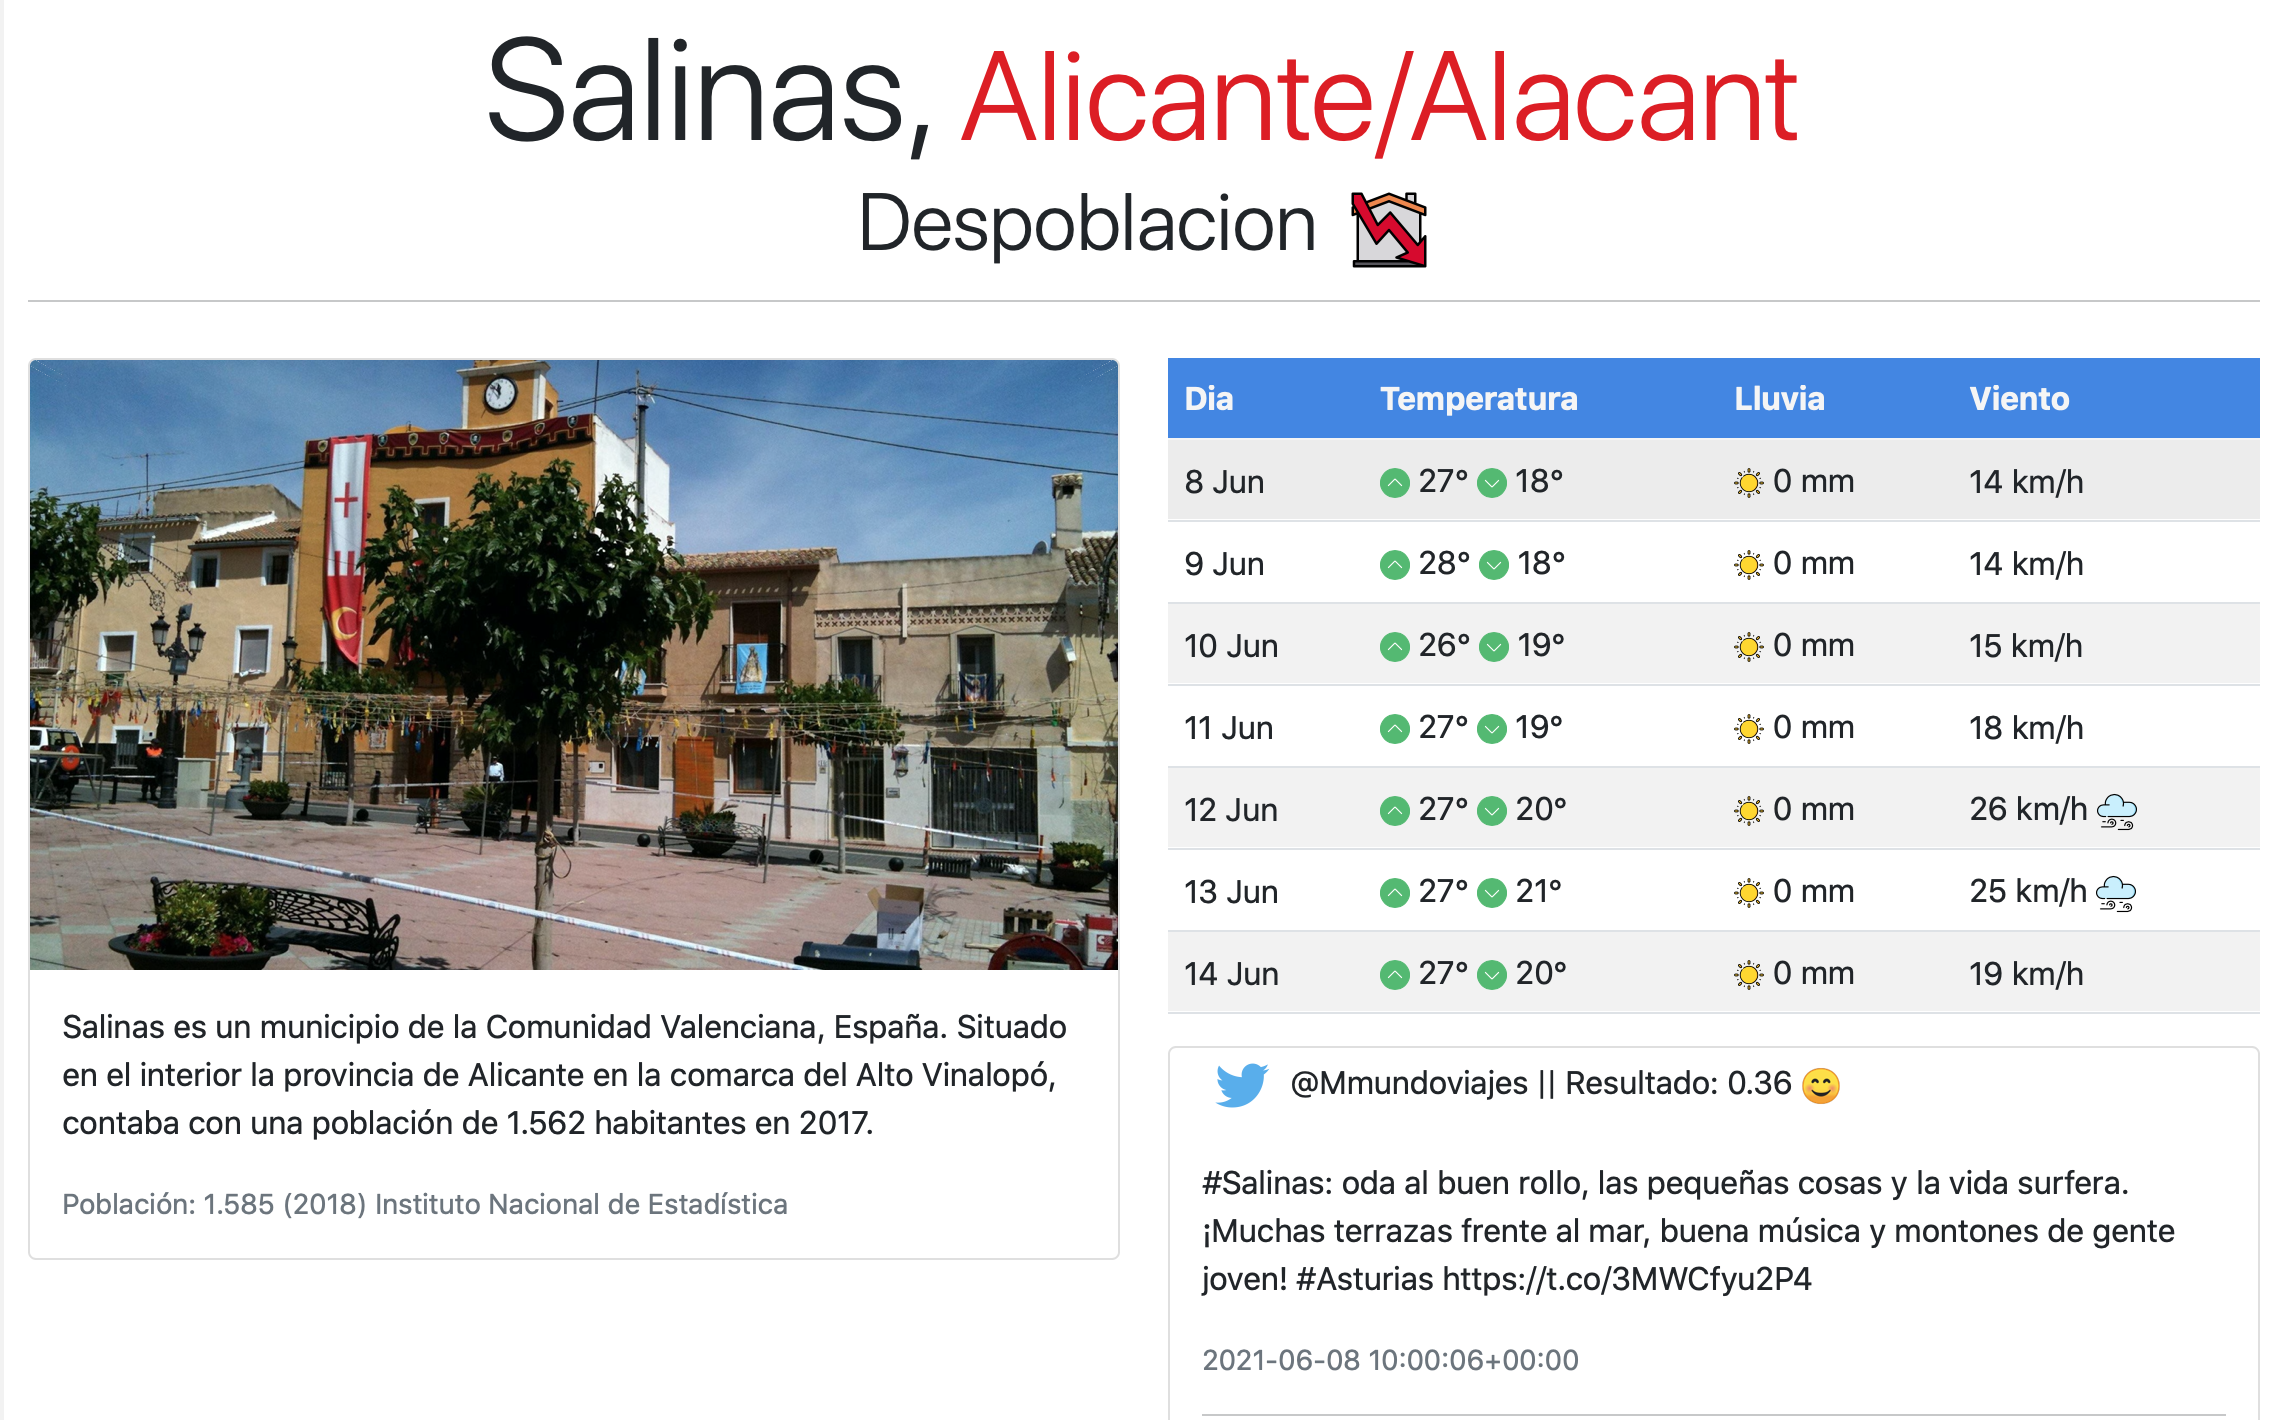 Salinas, Alicante/Alacant
Despoblacion
Salinas es un municipio de la Comunidad Valenciana, España. Situado
en el interior la provincia de Alicante en la comarca del Alto Vinalopó,
contaba con una población de 1.562 habitantes en 2017.
Población: 1.585 (2018) Instituto Nacional de Estadística
Dia Temperatura Lluvia Viento
8 Jun 27° 18° 0 mm 14 km/h
9 Jun 28° 18° 0 mm 14 km/h
10 Jun 26° 19° 0 mm 15 km/h
11 Jun 27° 19° 0 mm 18 km/h
12 Jun 27° 20° 0 mm 26 km/h
13 Jun 27° 21° 0 mm 25 km/h
14 Jun 27° 20° 0 mm 19 km/h
@Mmundoviajes || Resultado: 0.36 😊
#Salinas: oda al buen rollo, las pequeñas cosas y la vida surfera.
¡Muchas terrazas frente al mar, buena música y montones de gente
joven! #Asturias https://t.co/3MWCfyu2P4
2021-06-08 10:00:06+00:00